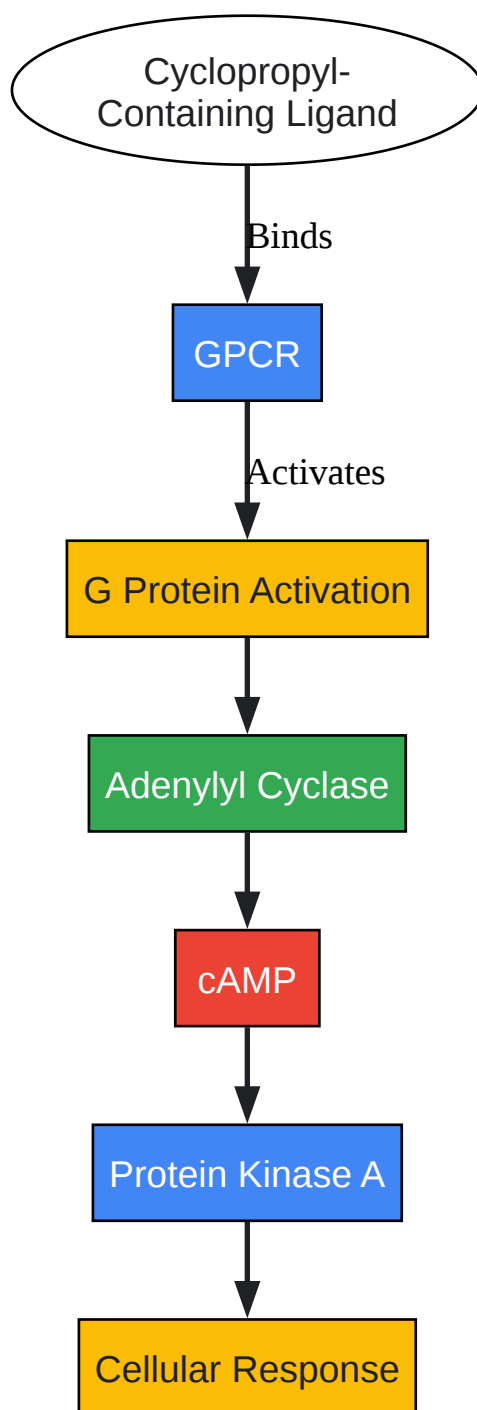 Cyclopropyl-
Containing Ligand
Binds
GPCR
Activates
G Protein Activation
Adenylyl Cyclase
cAMP
Protein Kinase A
Cellular Response